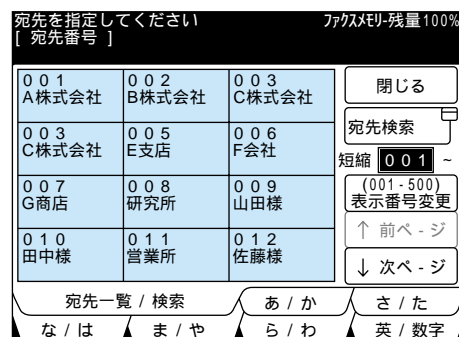 宛先を指定してください ファクスメモリ-残量100%
[ 宛先番号 ]
001
A株式会社
002
B株式会社
003
C株式会社
003
C株式会社
005
E支店
006
F会社
007
G商店
008
研究所
009
山田様
010
田中様
011
営業所
012
佐藤様
閉じる
宛先検索
短縮 001 ~
(001-500)
表示番号変更
↑ 前ペ-ジ
↓ 次ペ-ジ
宛先一覧 / 検索
あ / か
さ / た
な / は
ま / や
ら / わ
英 / 数字